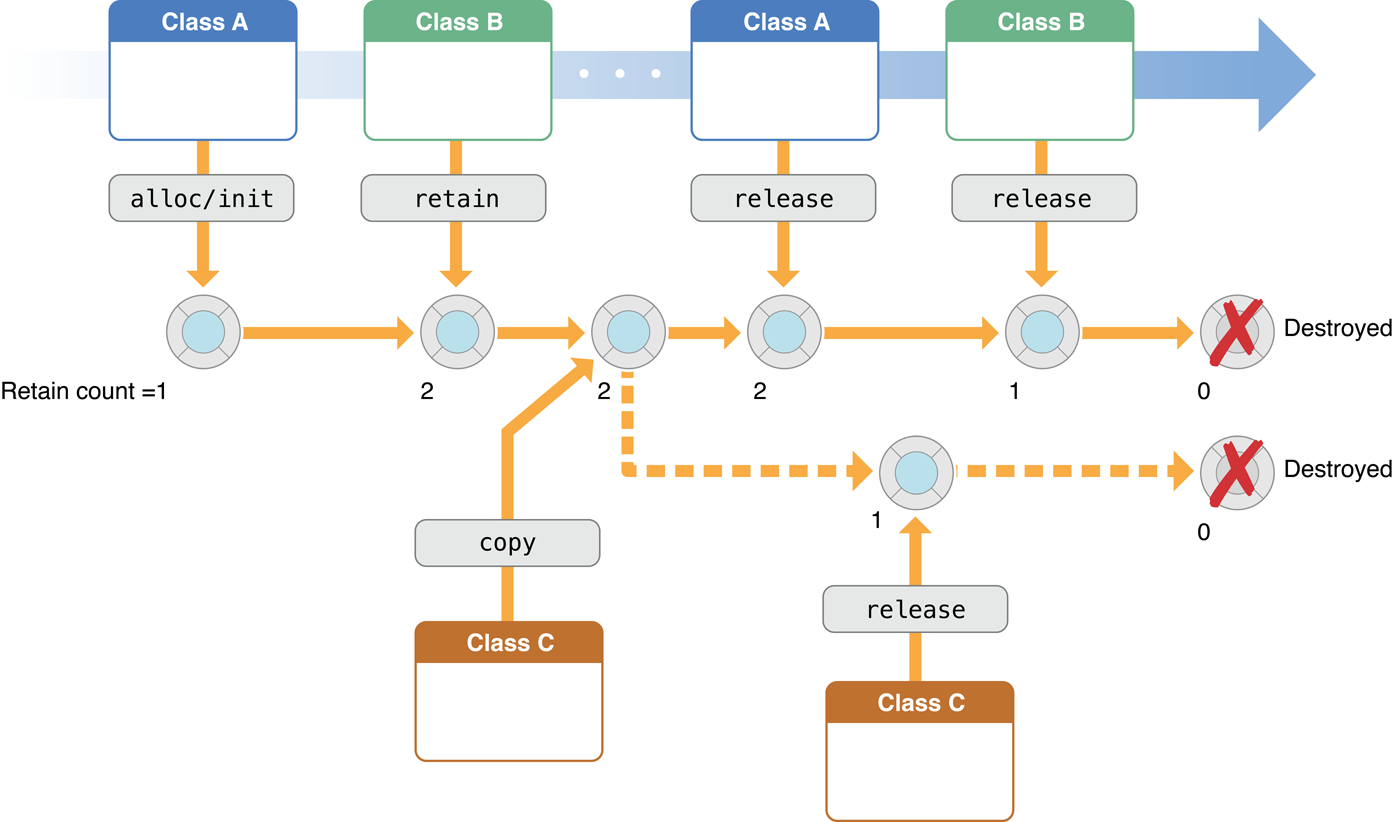 Class A
Class B
Class A
Class B
alloc/init
retain
release
release
Destroyed
Retain count =1
2
2
2
1
0
Destroyed
1
0
copy
release
Class C
Class C